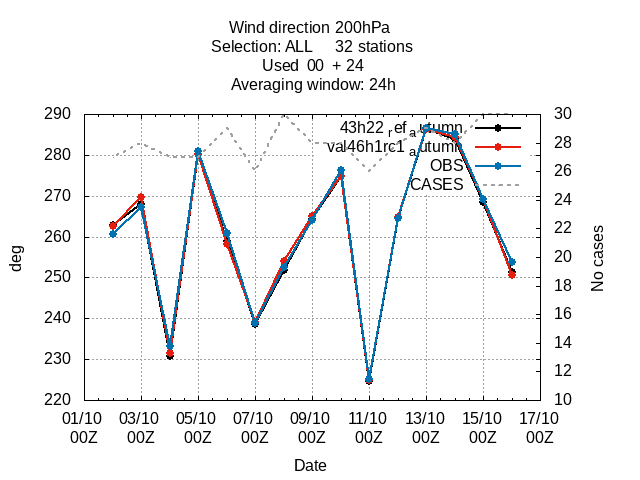 Wind direction 200hPa
Selection: ALL 32 stations
Used 00 + 24
Averaging window: 24h
290
280
270
260
250
240
230
220
deg
30
28
26
24
22
20
18
16
14
12
10
No cases
43h22_ref_autumn
val46h1rc1_autumn
OBS
CASES
01/10 03/10 05/10 07/10 09/10 11/10 13/10 15/10 17/10
00Z 00Z 00Z 00Z 00Z 00Z 00Z 00Z 00Z
Date